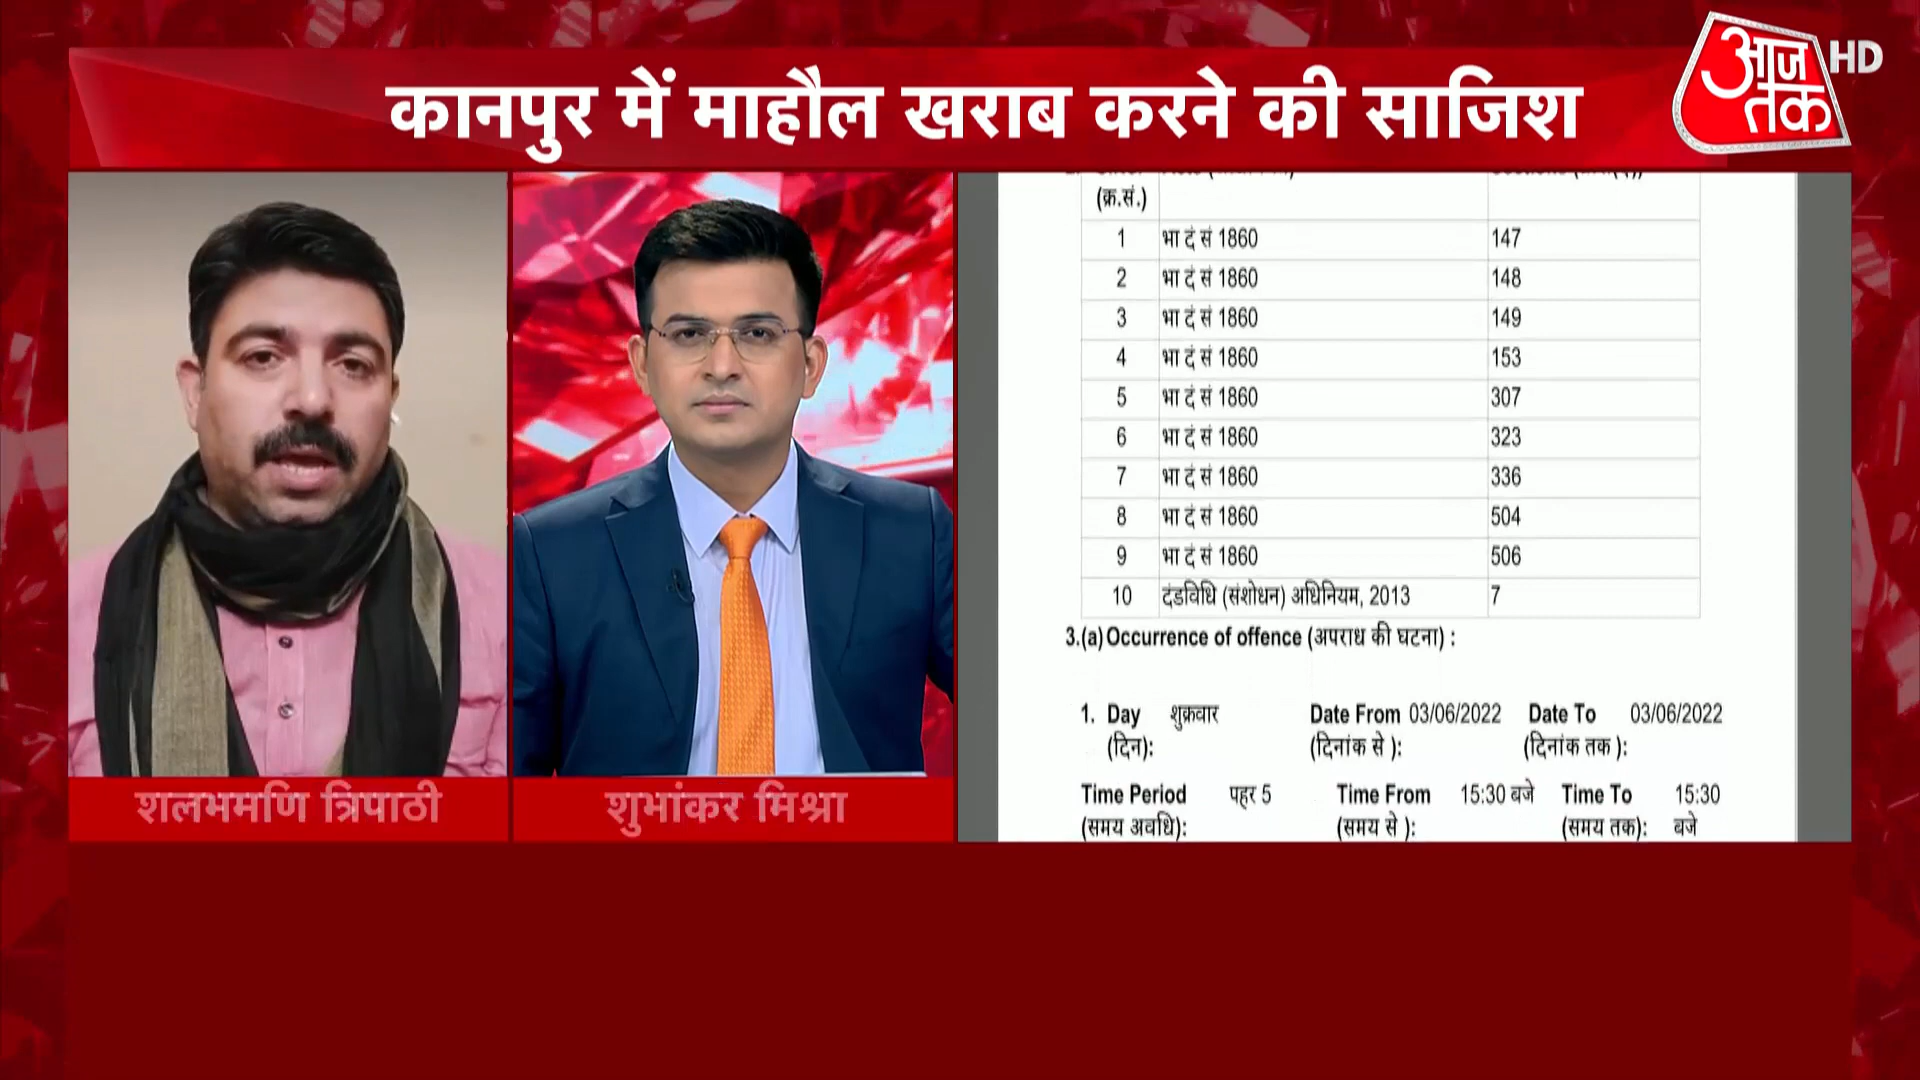 कानपुर में माहौल खराब करने की साजिश
आज तक HD
(क्र.सं.)
1 भा दं सं 1860 147
2 भा दं सं 1860 148
3 भा दं सं 1860 149
4 भा दं सं 1860 153
5 भा दं सं 1860 307
6 भा दं सं 1860 323
7 भा दं सं 1860 336
8 भा दं सं 1860 504
9 भा दं सं 1860 506
10 दंडविधि (संशोधन) अधिनियम, 2013 7
3.(a) Occurrence of offence (अपराध की घटना) :
1. Day शुक्रवार Date From 03/06/2022 Date To 03/06/2022
(दिन): (दिनांक से ): (दिनांक तक ):
Time Period पहर 5 Time From 15:30 बजे Time To 15:30
(समय अवधि): (समय से ): (समय तक): बजे
शलभमणि त्रिपाठी
शुभांकर मिश्रा